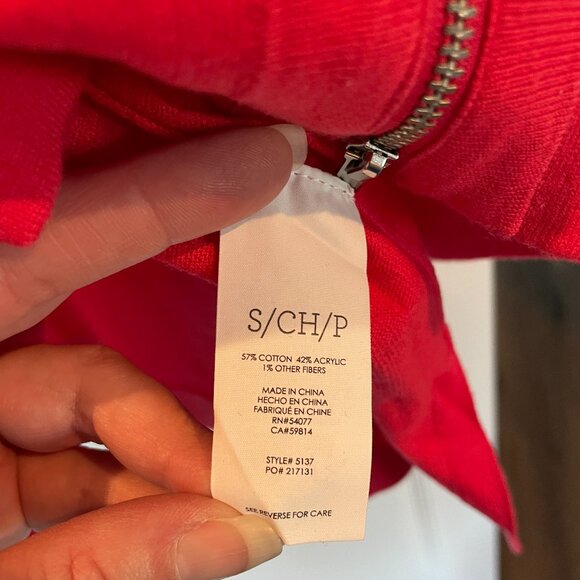 S/CH/P
57% COTTON 42% ACRYLIC
1% OTHER FIBERS
MADE IN CHINA
HECHO EN CHINA
FABRIQUÉ EN CHINE
RN#54077
CA#59814
STYLE# 5137
PO# 217131
SEE REVERSE FOR CARE